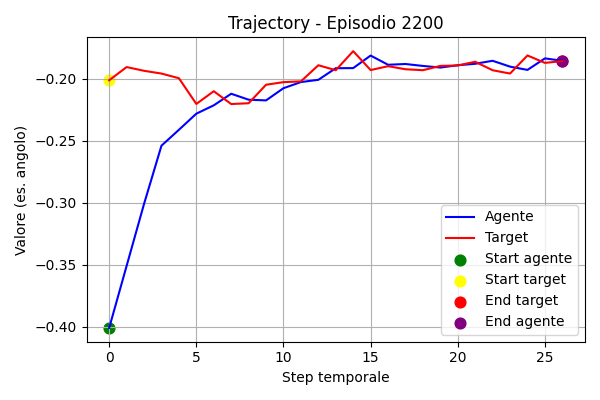 Trajectory - Episodio 2200
Valore (es. angolo)
−0.20
−0.25
−0.30
−0.35
−0.40
0
5
10
15
20
25
Step temporale
Agente
Target
Start agente
Start target
End target
End agente